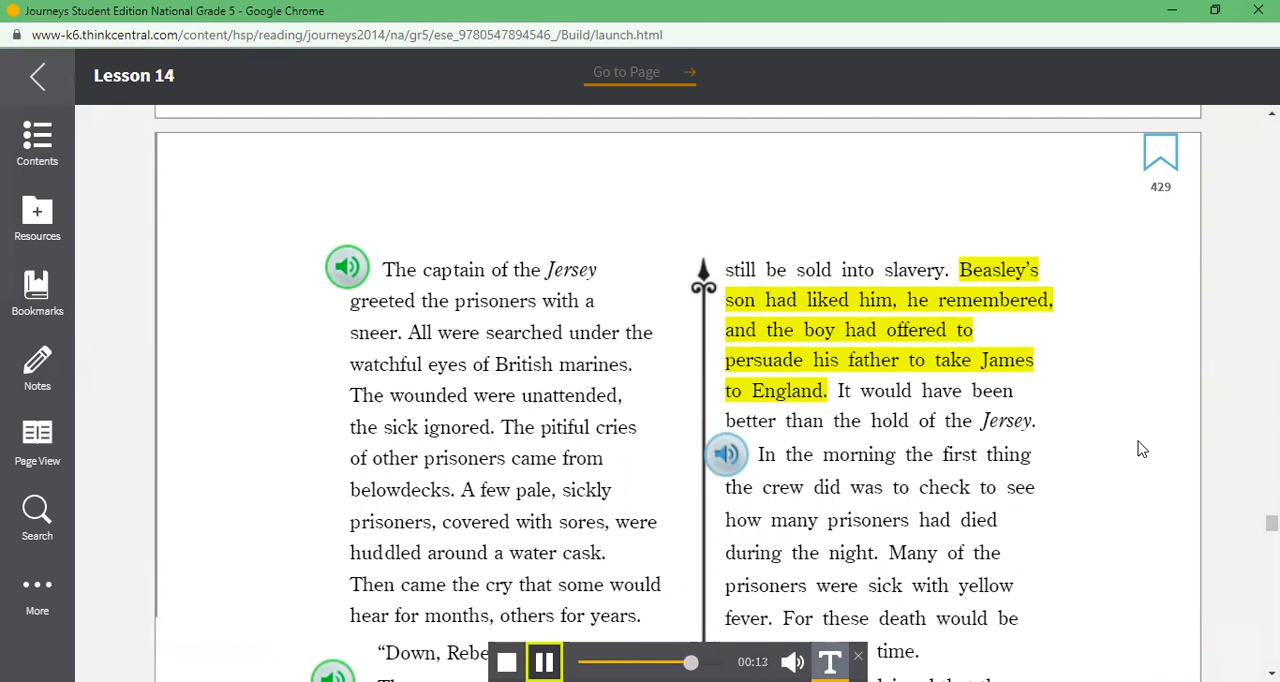 Journeys Student Edition National Grade 5 - Google Chrome
www-k6.thinkcentral.com/content/hsp/reading/journeys2014/na/gr5/ese_9780547894546_/Build/launch.html
Lesson 14
Go to Page →
Contents
Resources
Bookmarks
Notes
Page View
Search
More
429
The captain of the Jersey
greeted the prisoners with a
sneer. All were searched under the
watchful eyes of British marines.
The wounded were unattended,
the sick ignored. The pitiful cries
of other prisoners came from
belowdecks. A few pale, sickly
prisoners, covered with sores, were
huddled around a water cask.
Then came the cry that some would
hear for months, others for years.
“Down, Rebe
still be sold into slavery. Beasley’s
son had liked him, he remembered,
and the boy had offered to
persuade his father to take James
to England. It would have been
better than the hold of the Jersey.
In the morning the first thing
the crew did was to check to see
how many prisoners had died
during the night. Many of the
prisoners were sick with yellow
fever. For these death would be
time.
00:13
T